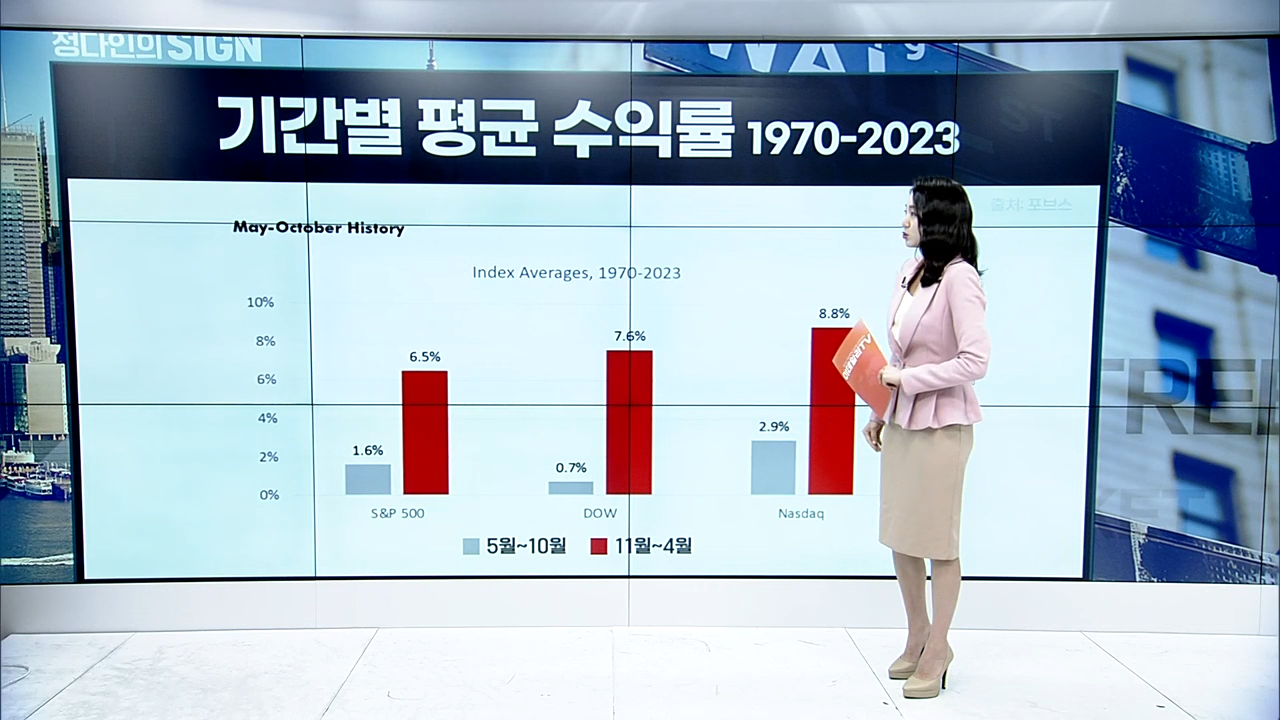 정다인의 SIGN
WAY 9
기간별 평균 수익률 1970-2023
출처: 포브스
May-October History
Index Averages, 1970-2023
10%
8%
6%
4%
2%
0%
1.6%
6.5%
0.7%
7.6%
2.9%
8.8%
S&P 500
DOW
Nasdaq
5월~10월
11월~4월